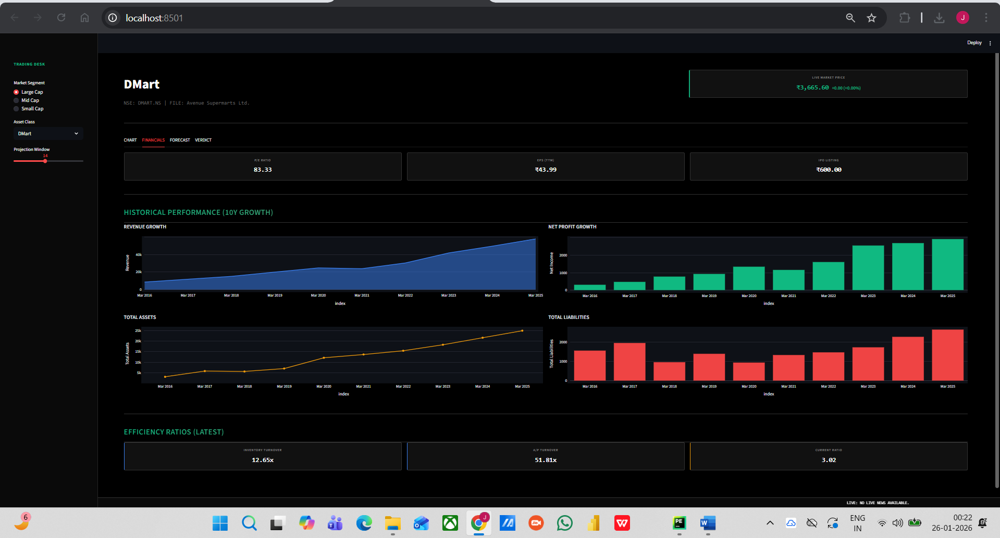 localhost:8501
J
Deploy
TRADING DESK
Market Segment
Large Cap
Mid Cap
Small Cap
Asset Class
DMart
Projection Window
14
DMart
NSE: DMART.NS | FILE: Avenue Supermarts Ltd.
LIVE MARKET PRICE
₹3,665.60 +0.00 (+0.00%)
CHART FINANCIALS FORECAST VERDICT
P/E RATIO
83.33
EPS (TTM)
₹43.99
IPO LISTING
₹600.00
HISTORICAL PERFORMANCE (10Y GROWTH)
REVENUE GROWTH
Revenue
40k
20k
0
Mar 2016 Mar 2017 Mar 2018 Mar 2019 Mar 2020 Mar 2021 Mar 2022 Mar 2023 Mar 2024 Mar 2025
index
NET PROFIT GROWTH
Net Income
2000
1000
0
Mar 2016 Mar 2017 Mar 2018 Mar 2019 Mar 2020 Mar 2021 Mar 2022 Mar 2023 Mar 2024 Mar 2025
index
TOTAL ASSETS
Total Assets
25k
20k
15k
10k
5k
Mar 2016 Mar 2017 Mar 2018 Mar 2019 Mar 2020 Mar 2021 Mar 2022 Mar 2023 Mar 2024 Mar 2025
index
TOTAL LIABILITIES
Total Liabilities
2000
1000
0
Mar 2016 Mar 2017 Mar 2018 Mar 2019 Mar 2020 Mar 2021 Mar 2022 Mar 2023 Mar 2024 Mar 2025
index
EFFICIENCY RATIOS (LATEST)
INVENTORY TURNOVER
12.65x
A/P TURNOVER
51.81x
CURRENT RATIO
3.02
LIVE: NO LIVE NEWS AVAILABLE.
6
J
Jio
PE
W
ENG
IN
00:22
26-01-2026